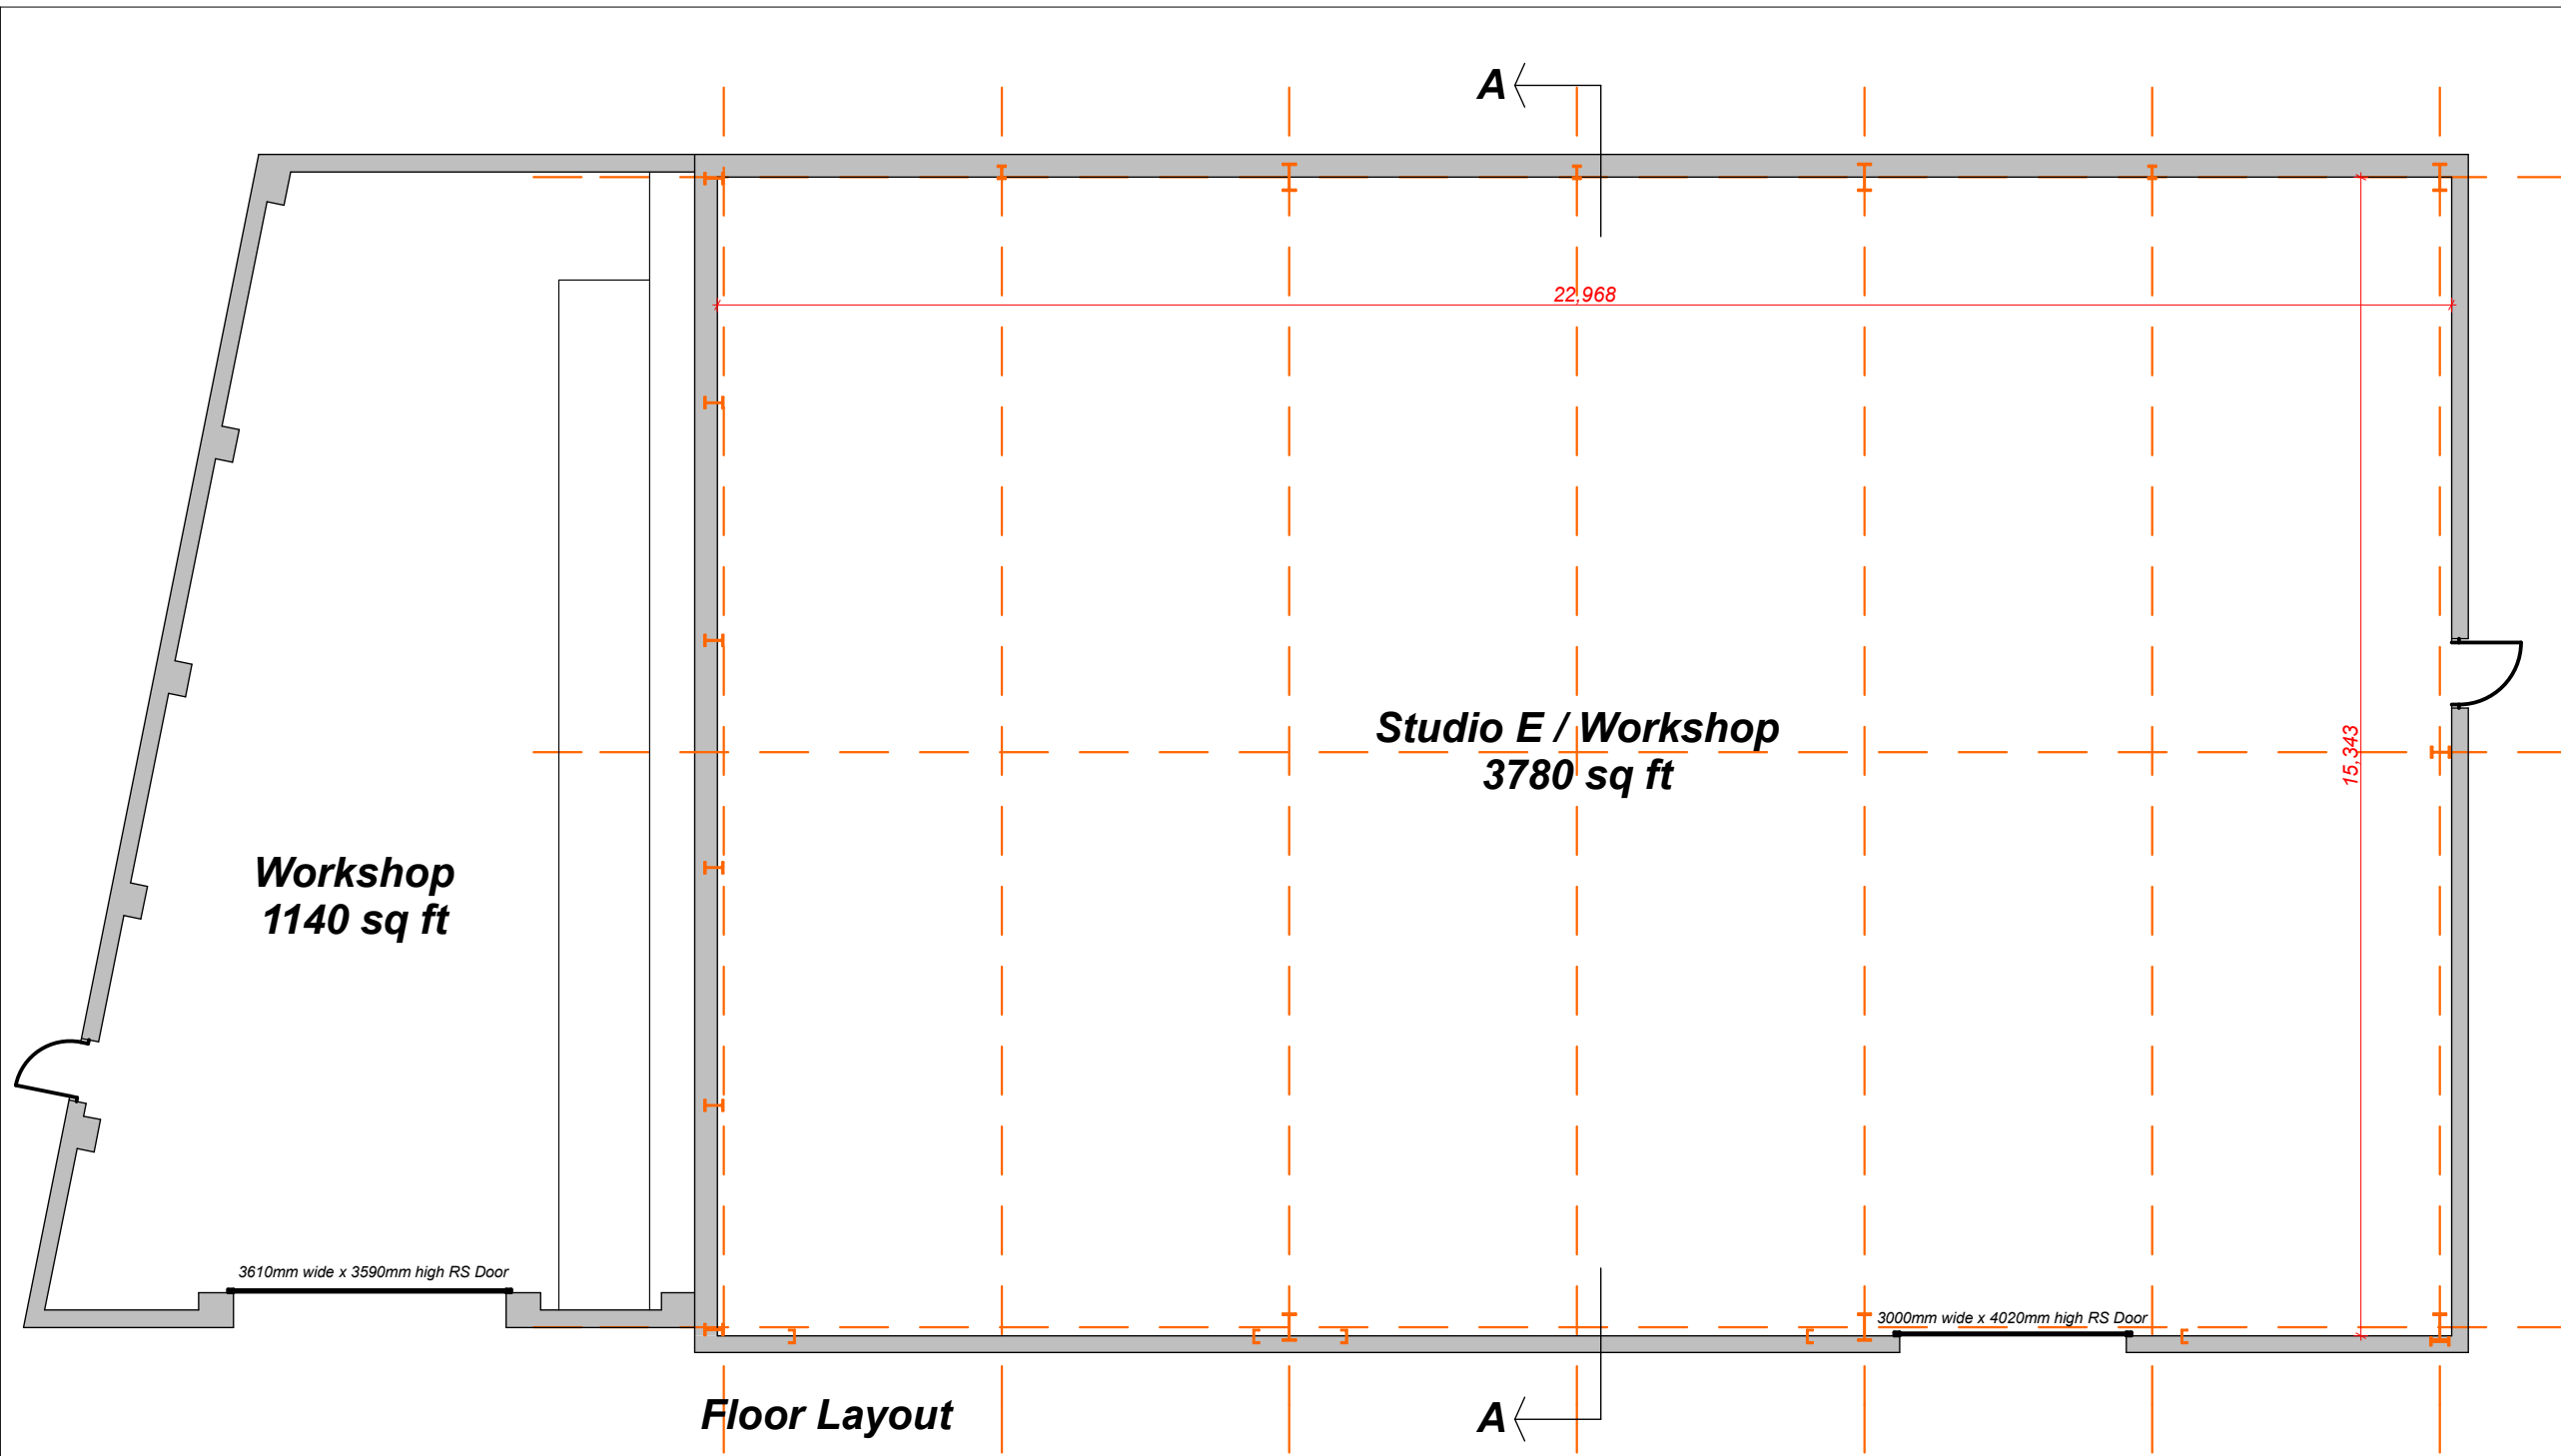 A
22,968
Studio E / Workshop
3780 sq ft
15,343
Workshop
1140 sq ft
3610mm wide x 3590mm high RS Door
3000mm wide x 4020mm high RS Door
Floor Layout
A